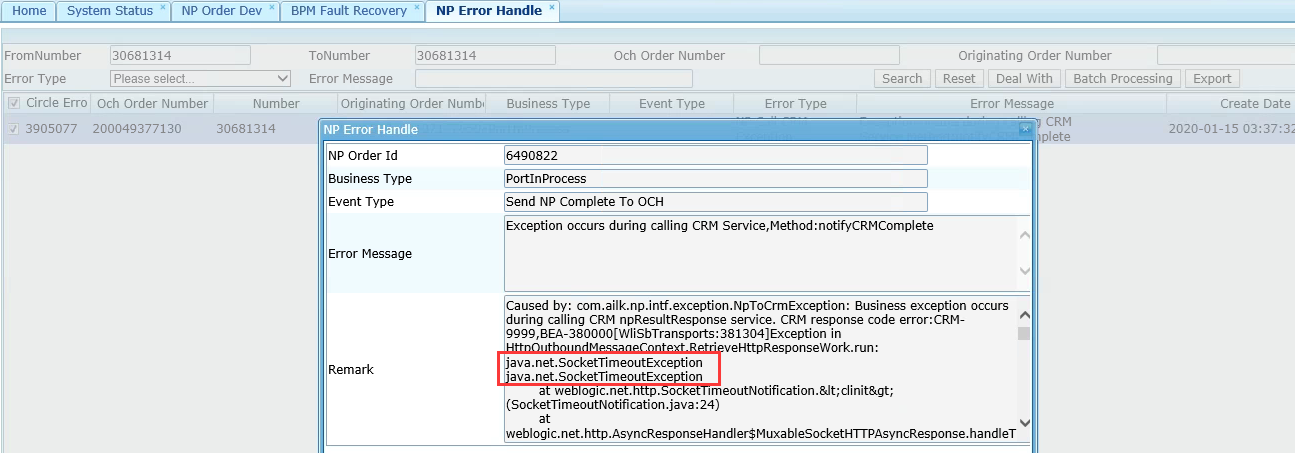 Home System Status NP Order Dev BPM Fault Recovery NP Error Handle
FromNumber 30681314 ToNumber 30681314 Och Order Number Originating Order Number
Error Type Please select... Error Message Search Reset Deal With Batch Processing Export
Circle Erro Och Order Number Number Originating Order Numbe Business Type Event Type Error Type Error Message Create Date
3905077 200049377130 30681314 2020-01-15 03:37:32
NP Error Handle
NP Order Id 6490822
Business Type PortInProcess
Event Type Send NP Complete To OCH
Error Message Exception occurs during calling CRM Service,Method:notifyCRMComplete
Remark
Caused by: com.ailk.np.intf.exception.NpToCrmException: Business exception occurs
during calling CRM npResultResponse service. CRM response code error:CRM-
9999,BEA-380000[WliSbTransports:381304]Exception in
HttpOutboundMessageContext.RetrieveHttpResponseWork.run:
java.net.SocketTimeoutException
java.net.SocketTimeoutException
at weblogic.net.http.SocketTimeoutNotification.&lt;clinit&gt;
(SocketTimeoutNotification.java:24)
at
weblogic.net.http.AsyncResponseHandler$MuxableSocketHTTPAsyncResponse.handleT